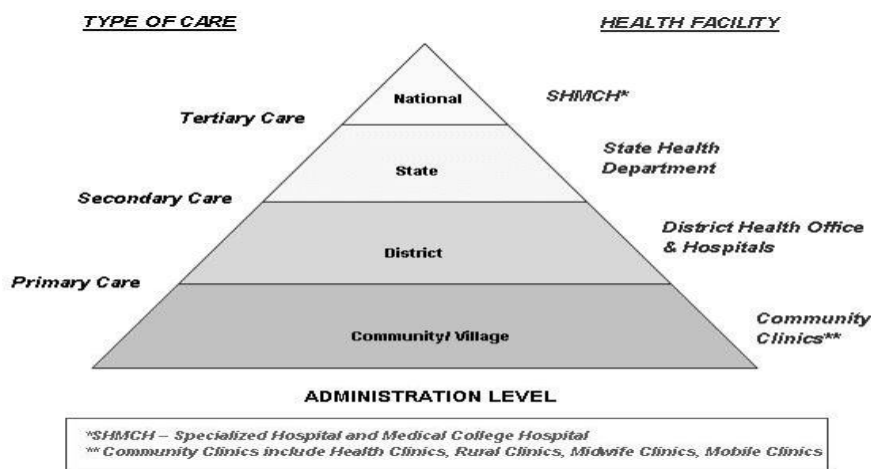 TYPE OF CARE
HEALTH FACILITY
National
SHMCH*
Tertiary Care
State Health
Department
State
Secondary Care
District Health Office
& Hospitals
District
Primary Care
Community
Clinics**
Community/ Village
ADMINISTRATION LEVEL
*SHMCH – Specialized Hospital and Medical College Hospital
**Community Clinics include Health Clinics, Rural Clinics, Midwife Clinics, Mobile Clinics